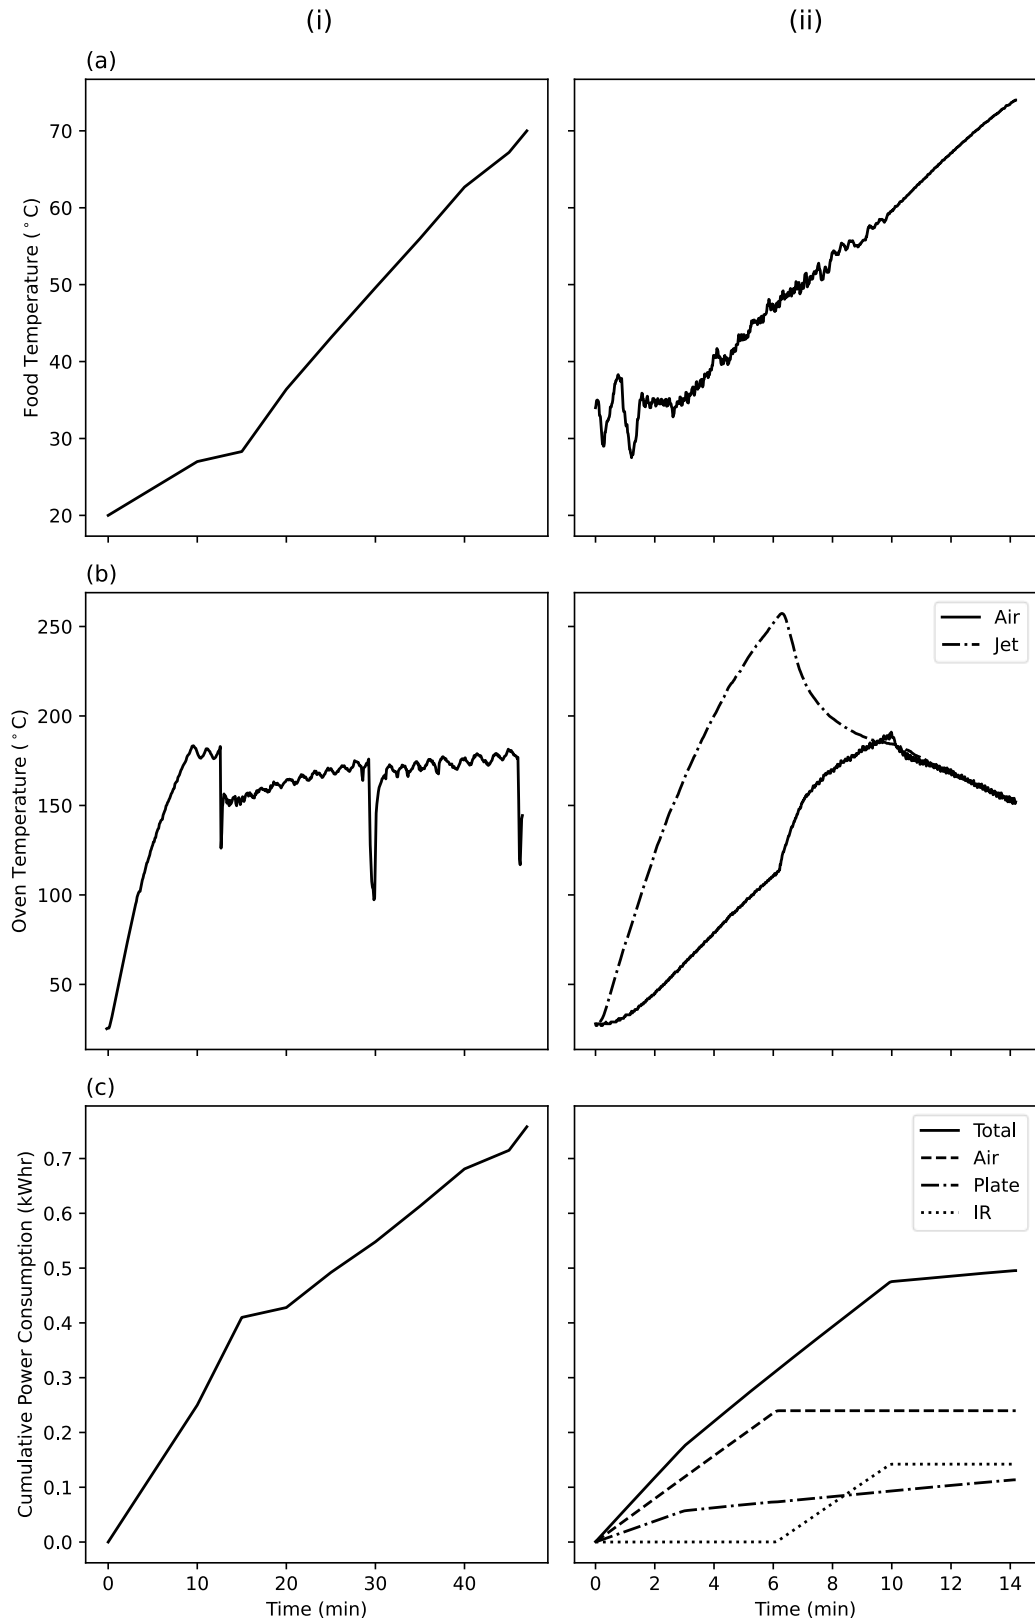 (i)
(ii)
(a)
Food Temperature (°C)
70
60
50
40
30
20
(b)
Oven Temperature (°C)
250
200
150
100
50
Air
Jet
(c)
Cumulative Power Consumption (kWhr)
0.7
0.6
0.5
0.4
0.3
0.2
0.1
0.0
Total
Air
Plate
IR
0 10 20 30 40
Time (min)
0 2 4 6 8 10 12 14
Time (min)